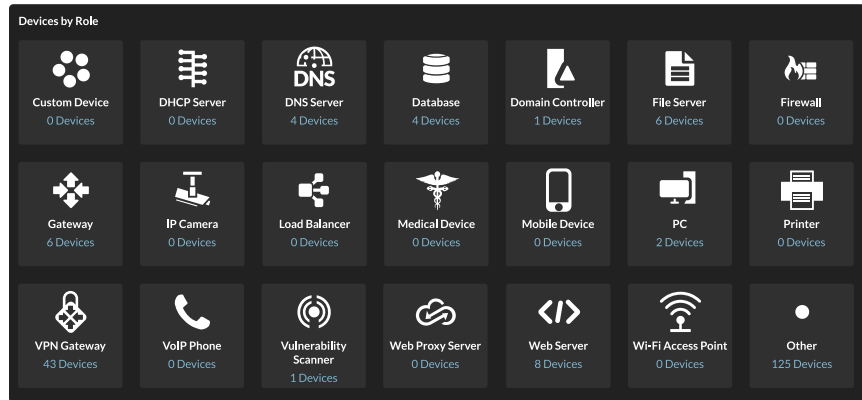 Devices by Role
Custom Device
0 Devices
DHCP Server
0 Devices
DNS
DNS Server
4 Devices
Database
4 Devices
Domain Controller
1 Devices
File Server
6 Devices
Firewall
0 Devices
Gateway
6 Devices
IP Camera
0 Devices
Load Balancer
0 Devices
Medical Device
0 Devices
Mobile Device
0 Devices
PC
2 Devices
Printer
0 Devices
VPN Gateway
43 Devices
VoIP Phone
0 Devices
Vulnerability
Scanner
1 Devices
Web Proxy Server
0 Devices
Web Server
8 Devices
Wi-Fi Access Point
0 Devices
Other
125 Devices